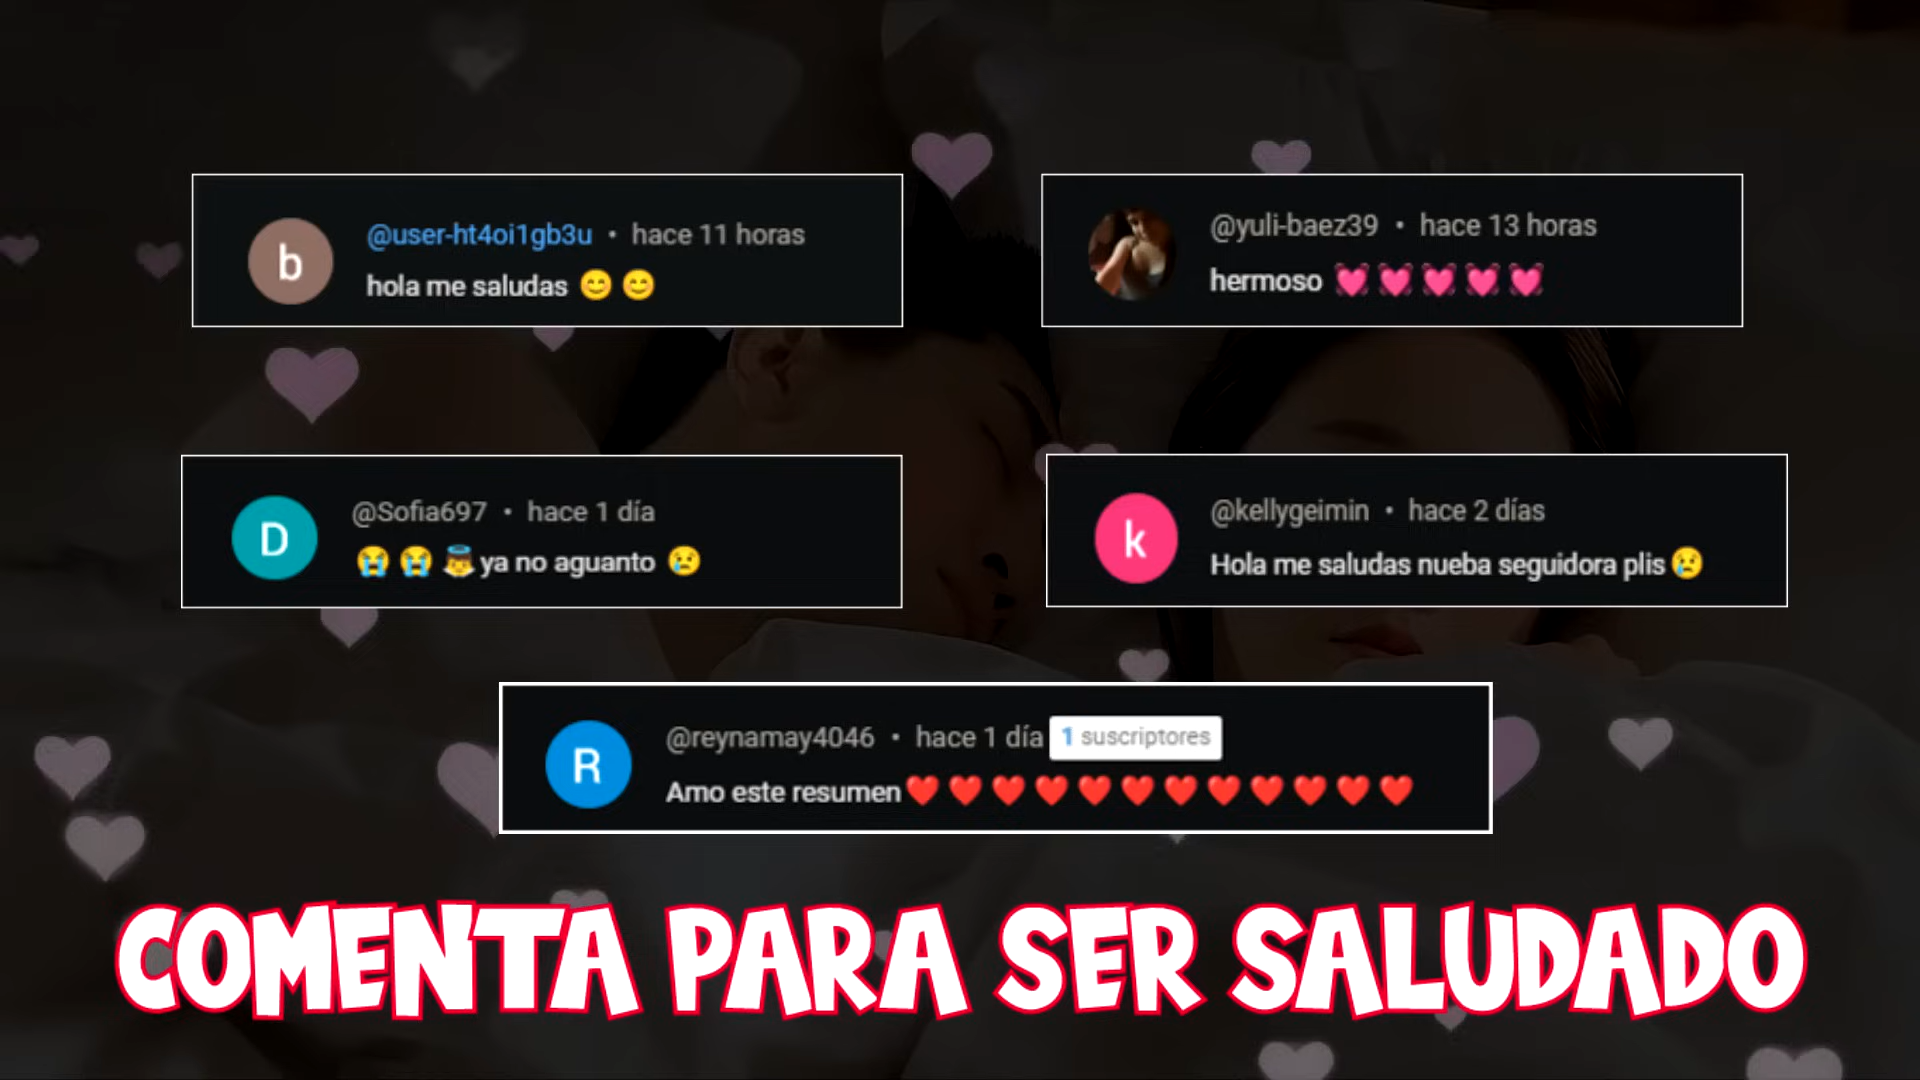 b
@user-ht4oi1gb3u • hace 11 horas
hola me saludas 😊 😊
@yuli-baez39 • hace 13 horas
hermoso 💓 💓 💓 💓 💓
D
@Sofia697 • hace 1 día
😭 😭 👼 ya no aguanto 😢
k
@kellygeimin • hace 2 días
Hola me saludas nueba seguidora plis 😢
R
@reynamay4046 • hace 1 día 1 suscriptores
Amo este resumen ❤️ ❤️ ❤️ ❤️ ❤️ ❤️ ❤️ ❤️ ❤️ ❤️ ❤️ ❤️
COMENTA PARA SER SALUDADO